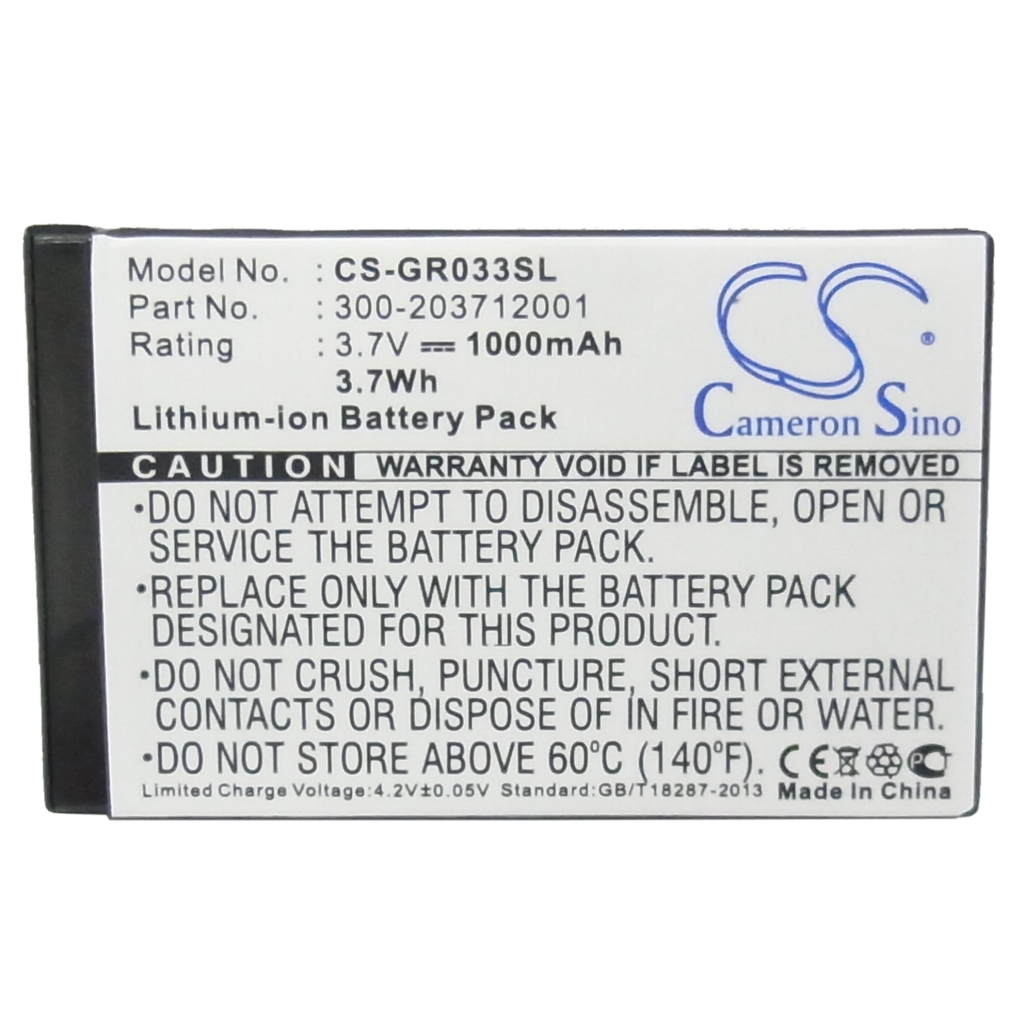 Model No. : CS-GR033SL
Part No. : 300-203712001
Rating : 3.7V 1000mAh
3.7Wh
Lithium-ion Battery Pack
CS ®
Cameron Sino
CAUTION WARRANTY VOID IF LABEL IS REMOVED
•DO NOT ATTEMPT TO DISASSEMBLE, OPEN OR
SERVICE THE BATTERY PACK.
•REPLACE ONLY WITH THE BATTERY PACK
DESIGNATED FOR THIS PRODUCT.
•DO NOT CRUSH, PUNCTURE, SHORT EXTERNAL
CONTACTS OR DISPOSE OF IN FIRE OR WATER.
•DO NOT STORE ABOVE 60°C (140°F). CE PC
Limited Charge Voltage:4.2V±0.05V Standard:GB/T18287-2013 Made In China